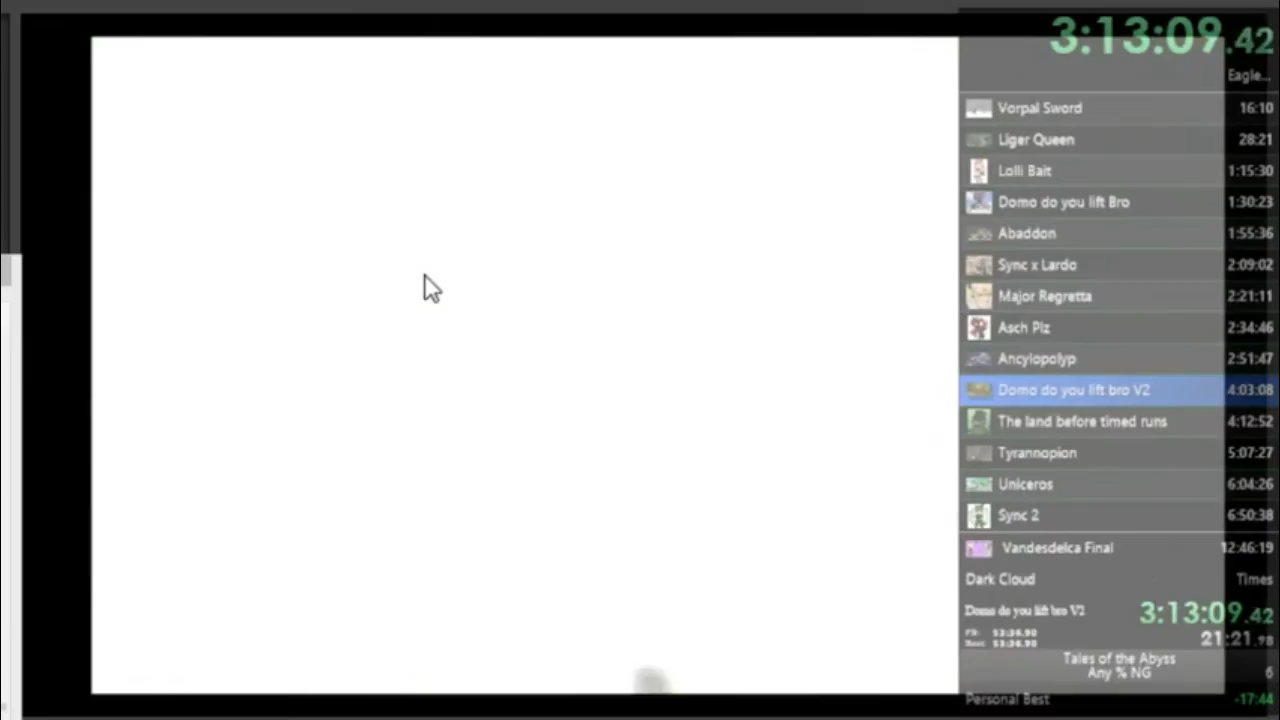 3:13:09.42
Eagle...
Vorpal Sword 16:10
Liger Queen 28:21
Lolli Bait 1:15:30
Domo do you lift Bro 1:30:23
Abaddon 1:55:36
Sync x Lardo 2:09:02
Major Regretta 2:21:11
Asch Plz 2:34:46
Ancylopolyp 2:51:47
Domo do you lift bro V2 4:03:08
The land before timed runs 4:12:52
Tyrannopion 5:07:27
Uniceros 6:04:26
Sync 2 6:50:38
Vandesdelca Final 12:46:19
Dark Cloud Times
Domo do you lift bro V2 3:13:09.42
21:21.98
Tales of the Abyss
Any % NG 6
Personal Best -17:44